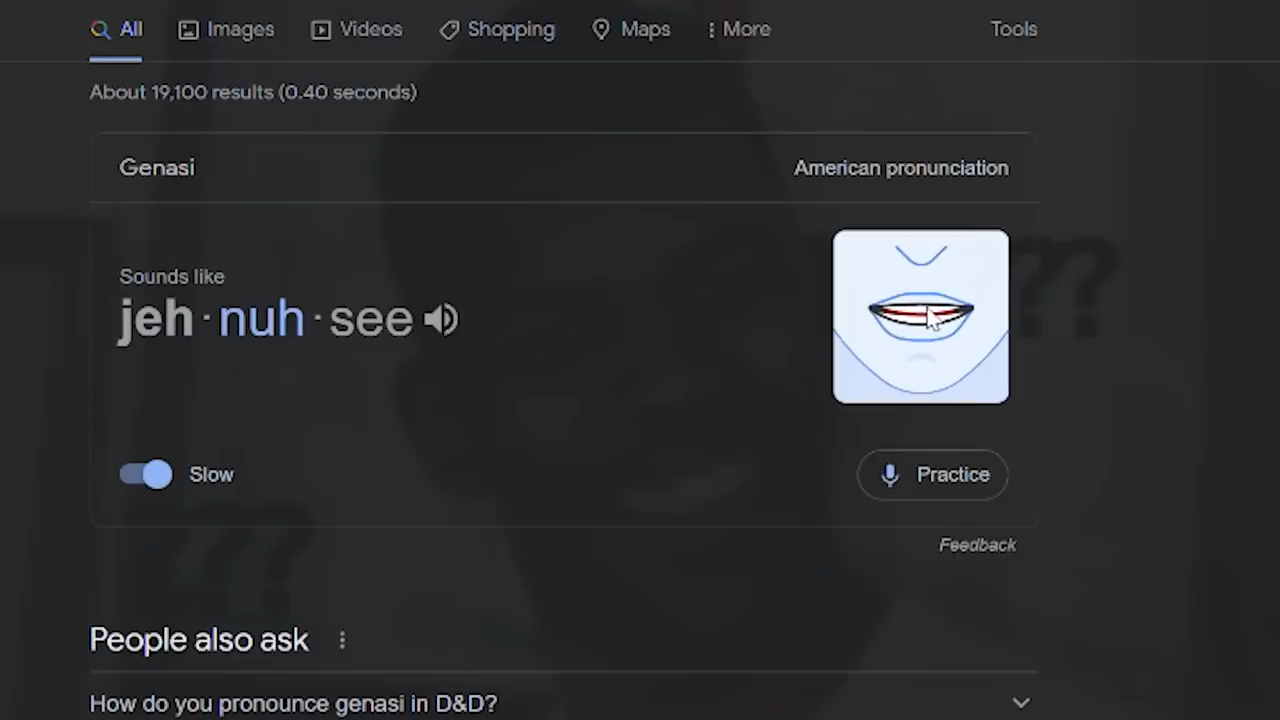 All Images Videos Shopping Maps More Tools
About 19,100 results (0.40 seconds)
Genasi American pronunciation
??
Sounds like
jeh · nuh · see
Slow Practice
???
Feedback
People also ask
How do you pronounce genasi in D&D?